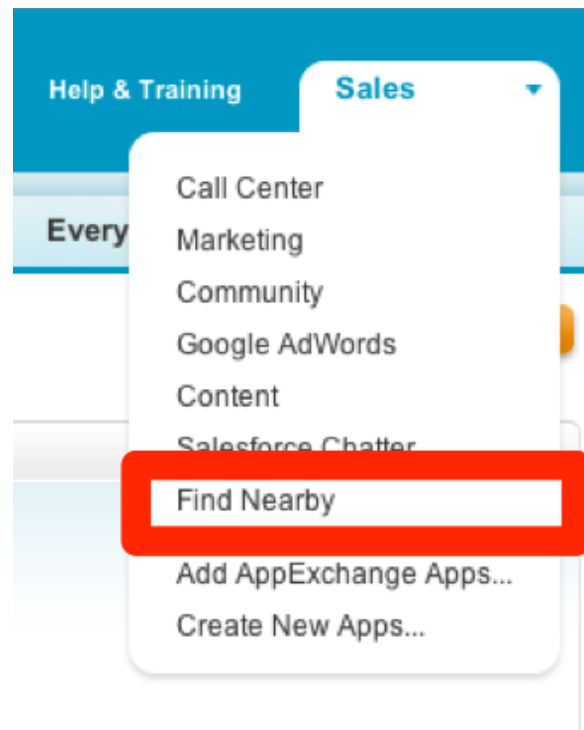 Help & Training Sales
Every
Call Center
Marketing
Community
Google AdWords
Content
Salesforce Chatter
Find Nearby
Add AppExchange Apps...
Create New Apps...